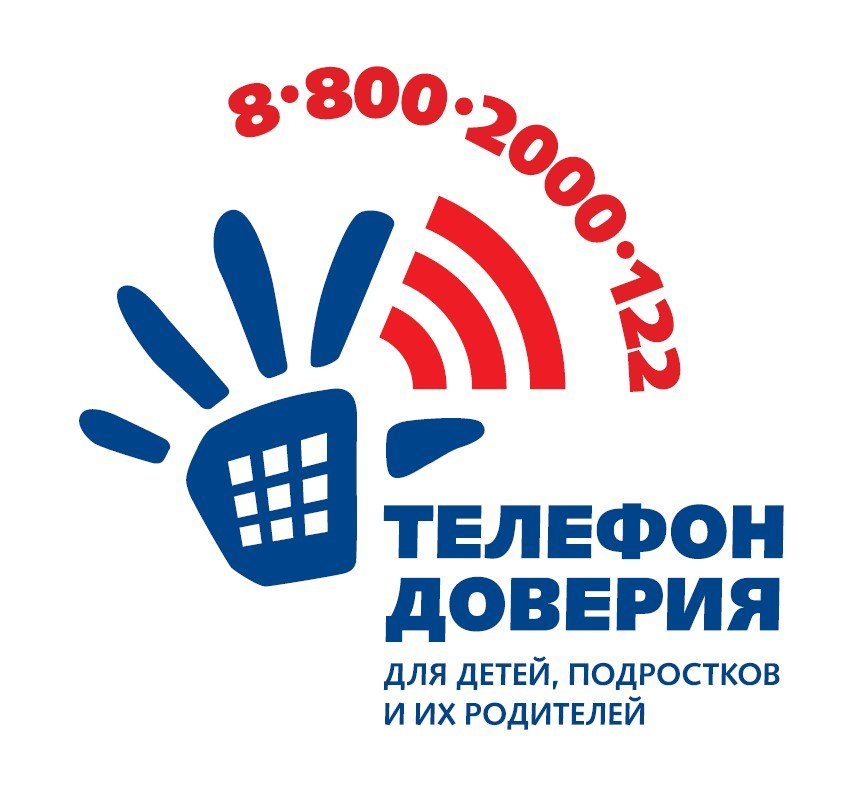 8·800·2000·122
ТЕЛЕФОН
ДОВЕРИЯ
ДЛЯ ДЕТЕЙ, ПОДРОСТКОВ
И ИХ РОДИТЕЛЕЙ